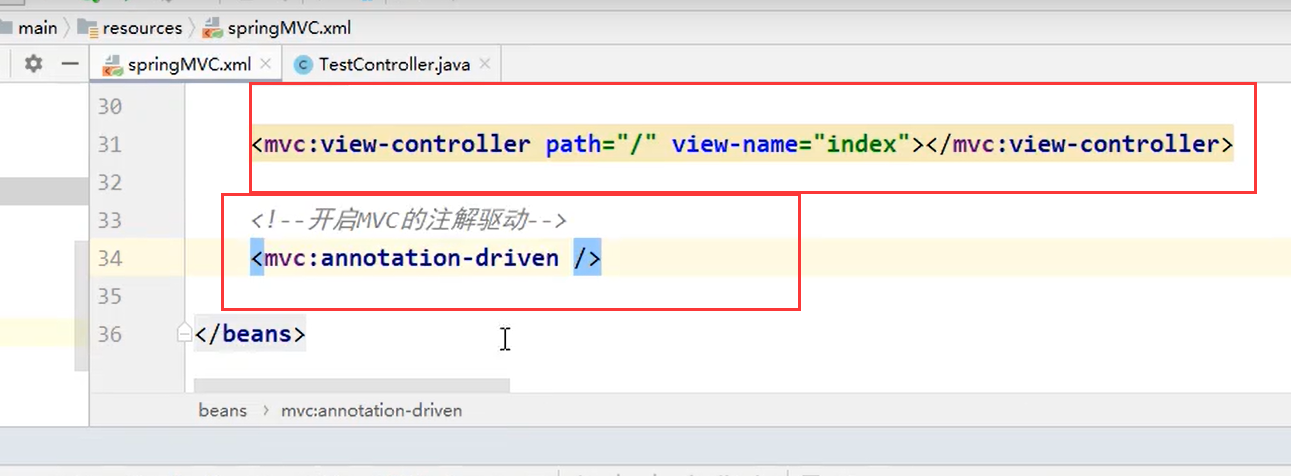 main resources springMVC.xml
springMVC.xml TestController.java
30
31 <mvc:view-controller path="/" view-name="index"></mvc:view-controller>
32
33 <!--开启MVC的注解驱动-->
34 <mvc:annotation-driven />
35
36 </beans>
beans mvc:annotation-driven